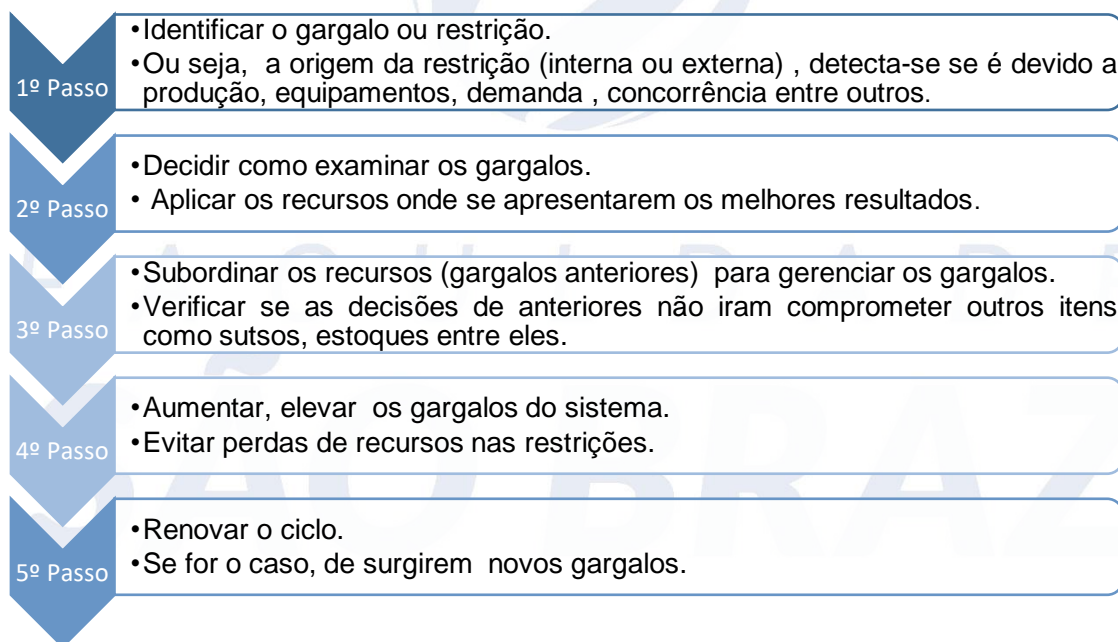 1º Passo
•Identificar o gargalo ou restrição.
•Ou seja, a origem da restrição (interna ou externa) , detecta-se se é devido a
produção, equipamentos, demanda , concorrência entre outros.
2º Passo
•Decidir como examinar os gargalos.
• Aplicar os recursos onde se apresentarem os melhores resultados.
3º Passo
•Subordinar os recursos (gargalos anteriores) para gerenciar os gargalos.
•Verificar se as decisões de anteriores não iram comprometer outros itens
como sutsos, estoques entre eles.
4º Passo
•Aumentar, elevar os gargalos do sistema.
•Evitar perdas de recursos nas restrições.
5º Passo
•Renovar o ciclo.
•Se for o caso, de surgirem novos gargalos.
SÃO BRAZ